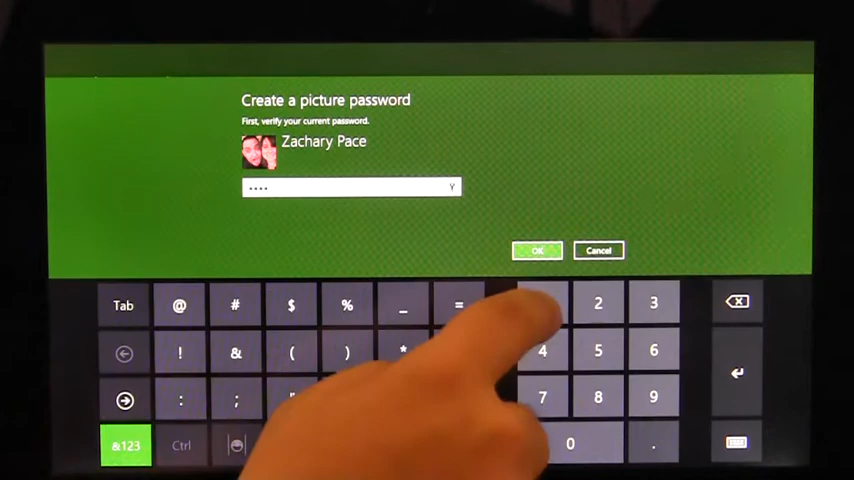 Create a picture password
First, verify your current password.
Zachary Pace
••••
OK Cancel
Tab @ # $ % _ = 2 3
! & ( ) * 4 5 6
: ; " 7 8 9
&123 Ctrl 0 .